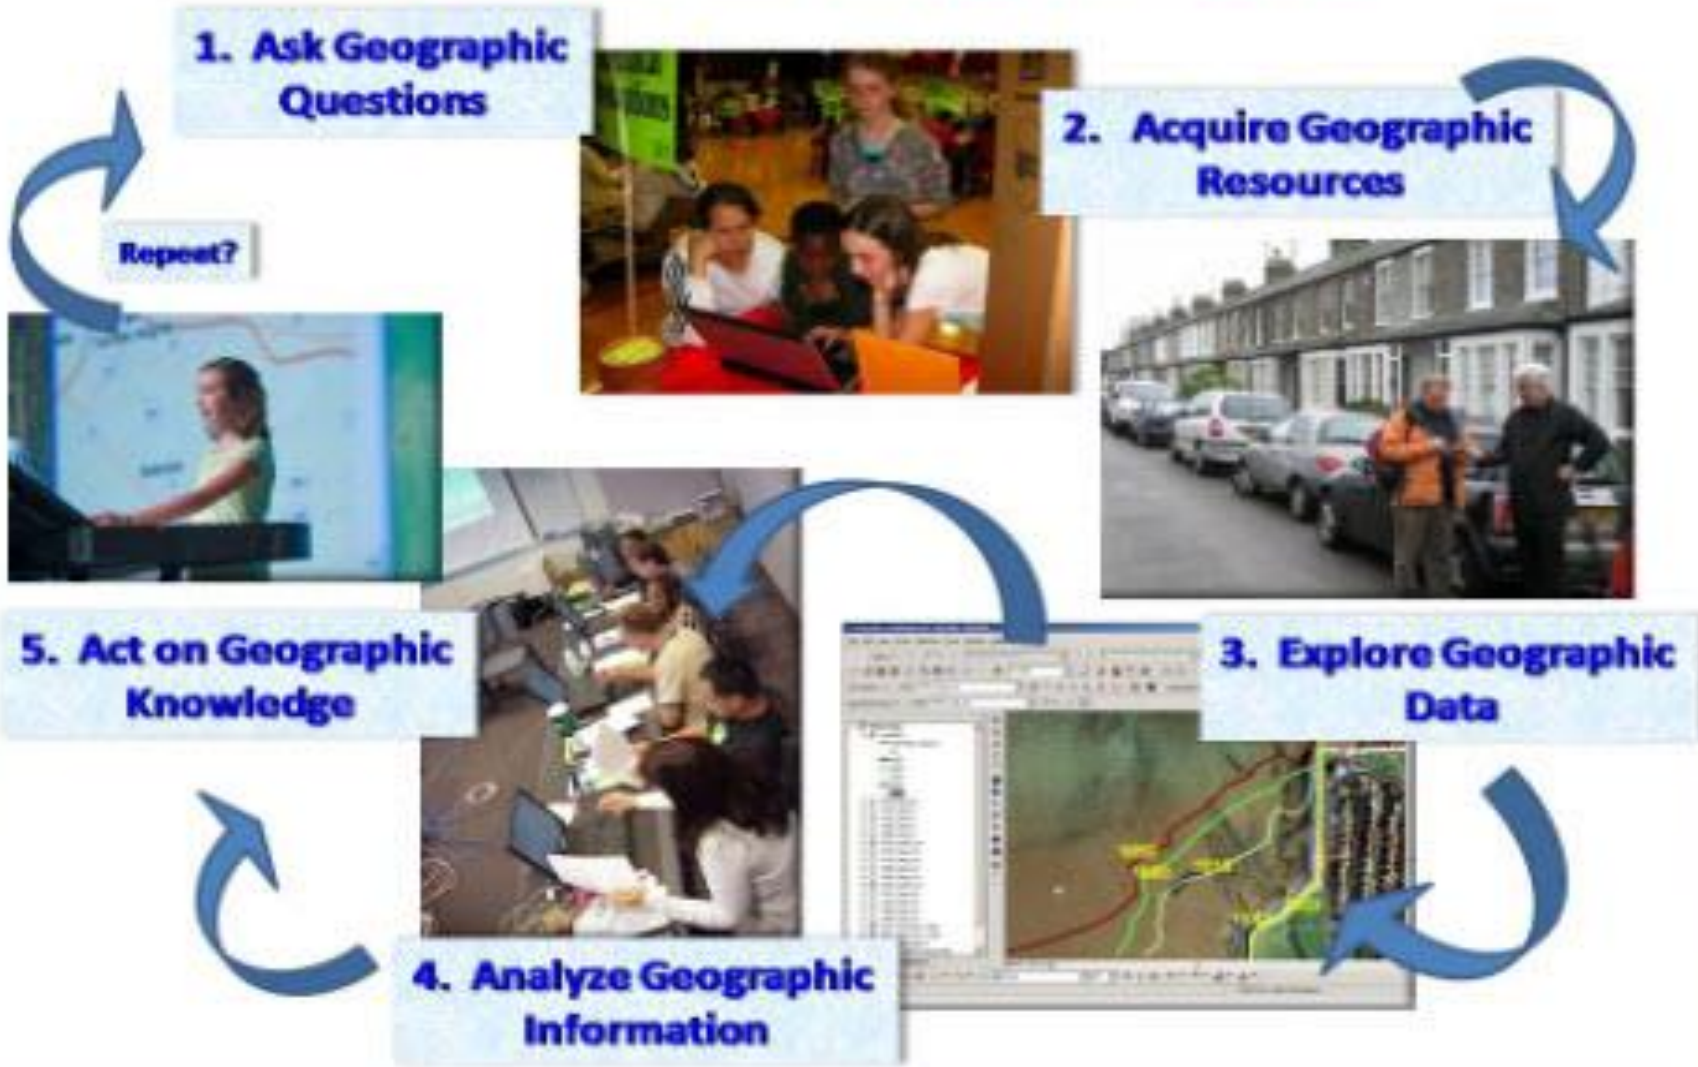 1. Ask Geographic
Questions
2. Acquire Geographic
Resources
Repeat?
3. Explore Geographic
Data
5. Act on Geographic
Knowledge
4. Analyze Geographic
Information